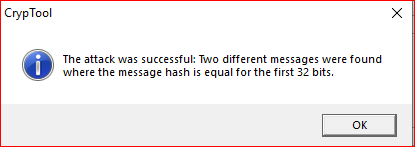 CrypTool
The attack was successful: Two different messages were found
where the message hash is equal for the first 32 bits.
OK